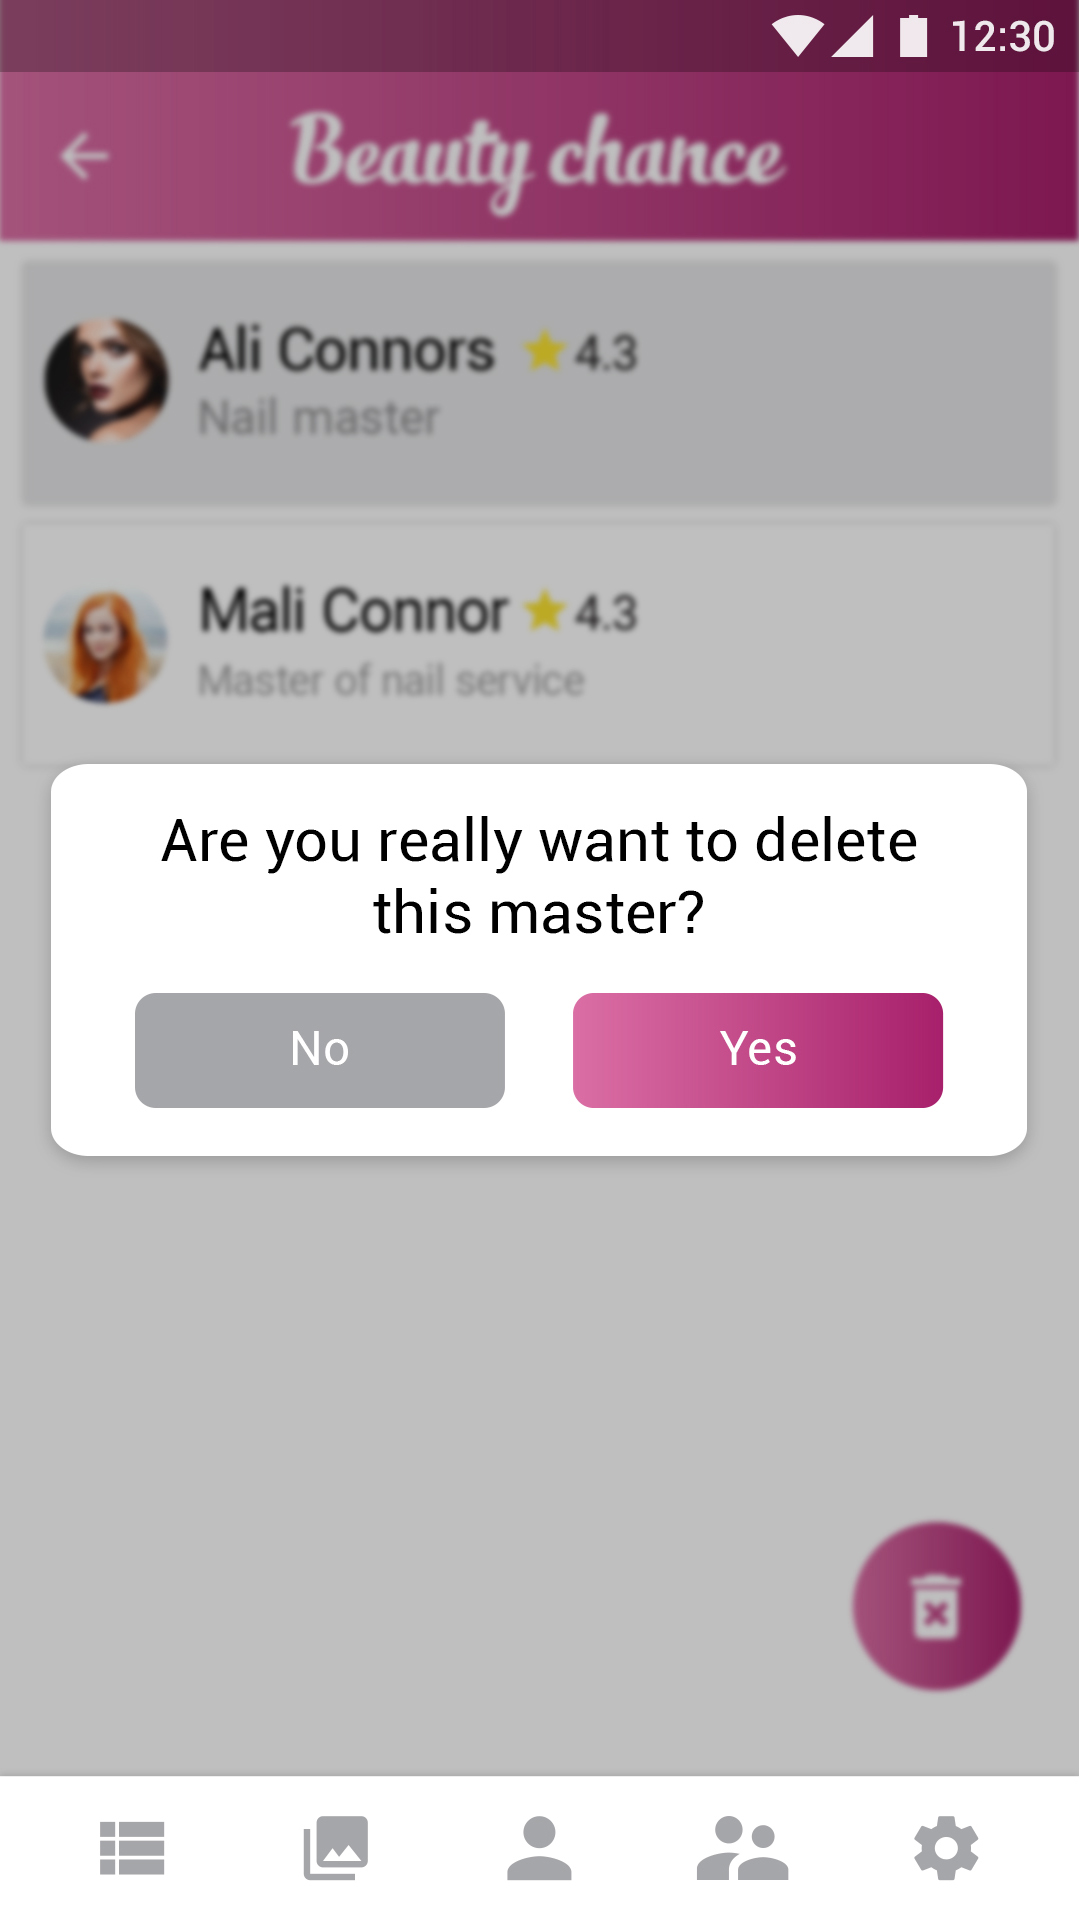 12:30
Beauty chance
Ali Connors 4.3
Nail master
Mali Connor 4.3
Master of nail service
Are you really want to delete
this master?
No Yes